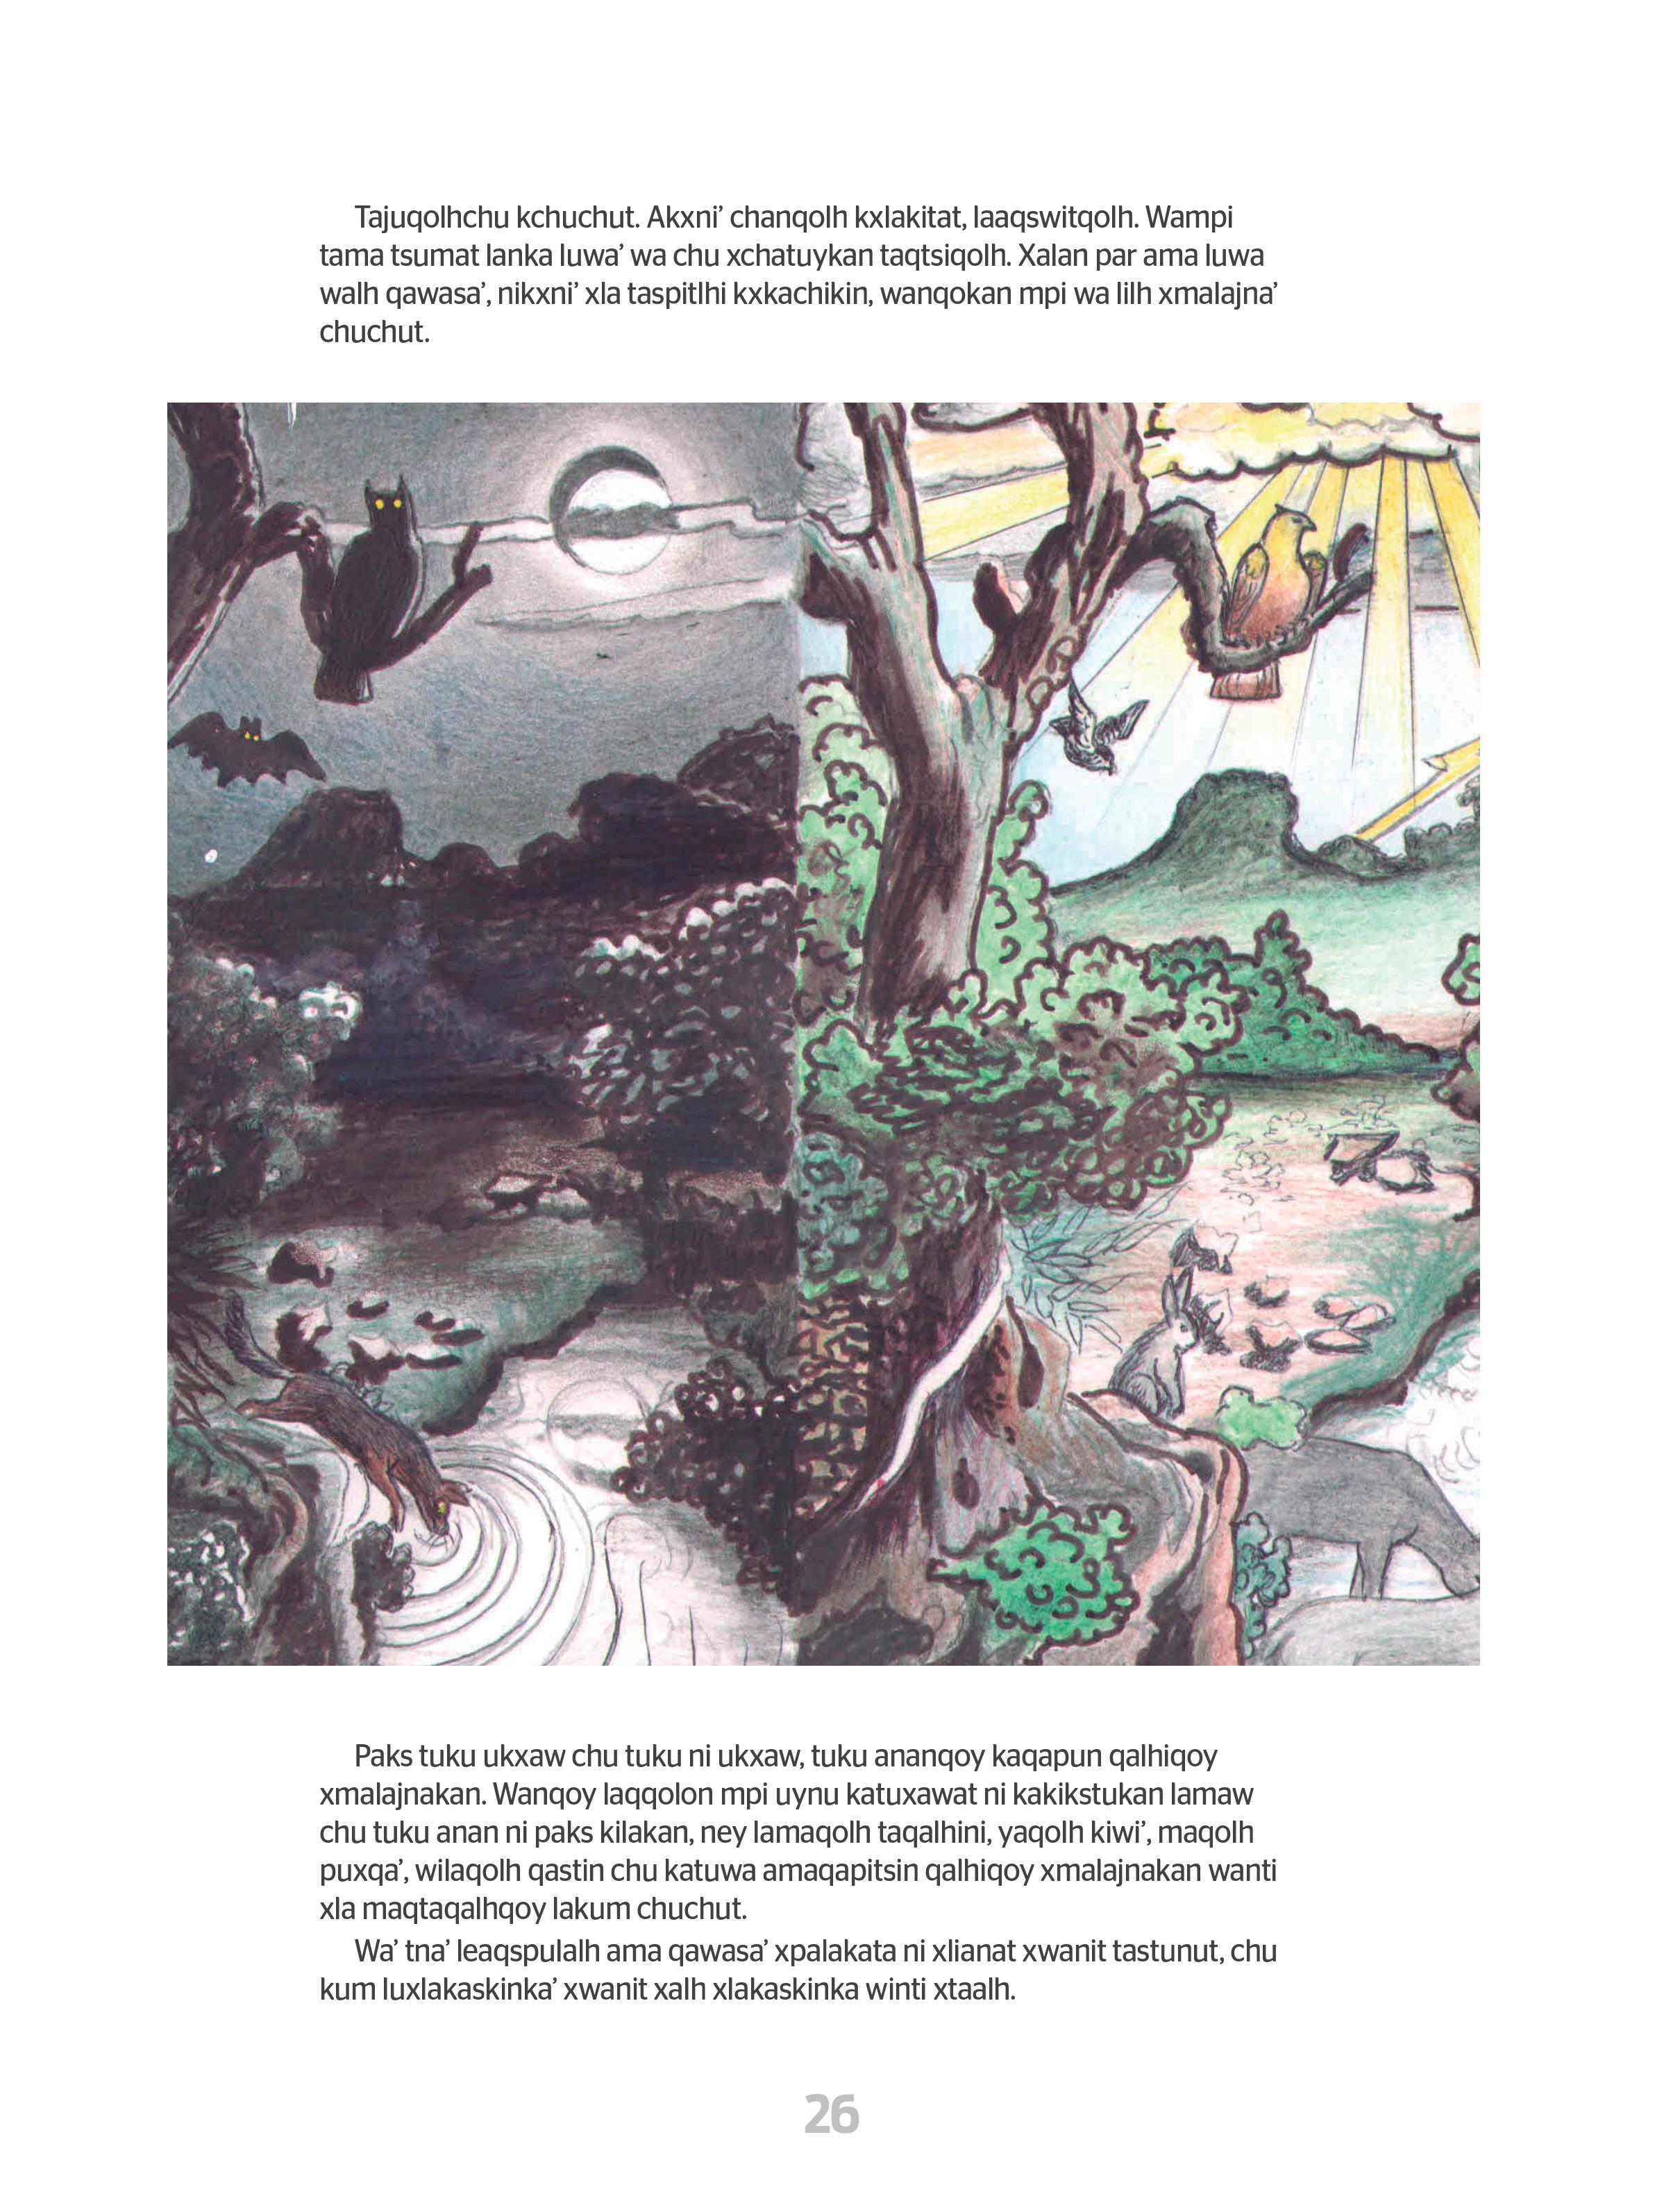 Tajuqolhchu kchuchut. Akxni’ chanqolh kxlakitat, laaqswitqolh. Wampi
tama tsumat lanka luwa’ wa chu xchatuykan taqtsiqolh. Xalan par ama luwa
walh qawasa’, nikxni’ xla taspitlhi kxkachikin, wanqokan mpi wa lilh xmalajna’
chuchut.
Paks tuku ukxaw chu tuku ni ukxaw, tuku ananqoy kaqapun qalhiqoy
xmalajnakan. Wanqoy laqqolon mpi uynu katuxawat ni kakikstukan lamaw
chu tuku anan ni paks kilakan, ney lamaqolh taqalhini, yaqolh kiwi’, maqolh
puxqa’, wilaqolh qastin chu katuwa amaqapitsin qalhiqoy xmalajnakan wanti
xla maqtaqalhqoy lakum chuchut.
Wa’ tna’ leaqspulalh ama qawasa’ xpalakata ni xlianat xwanit tastunut, chu
kum luxlakaskinka’ xwanit xalh xlakaskinka winti xtaalh.
26